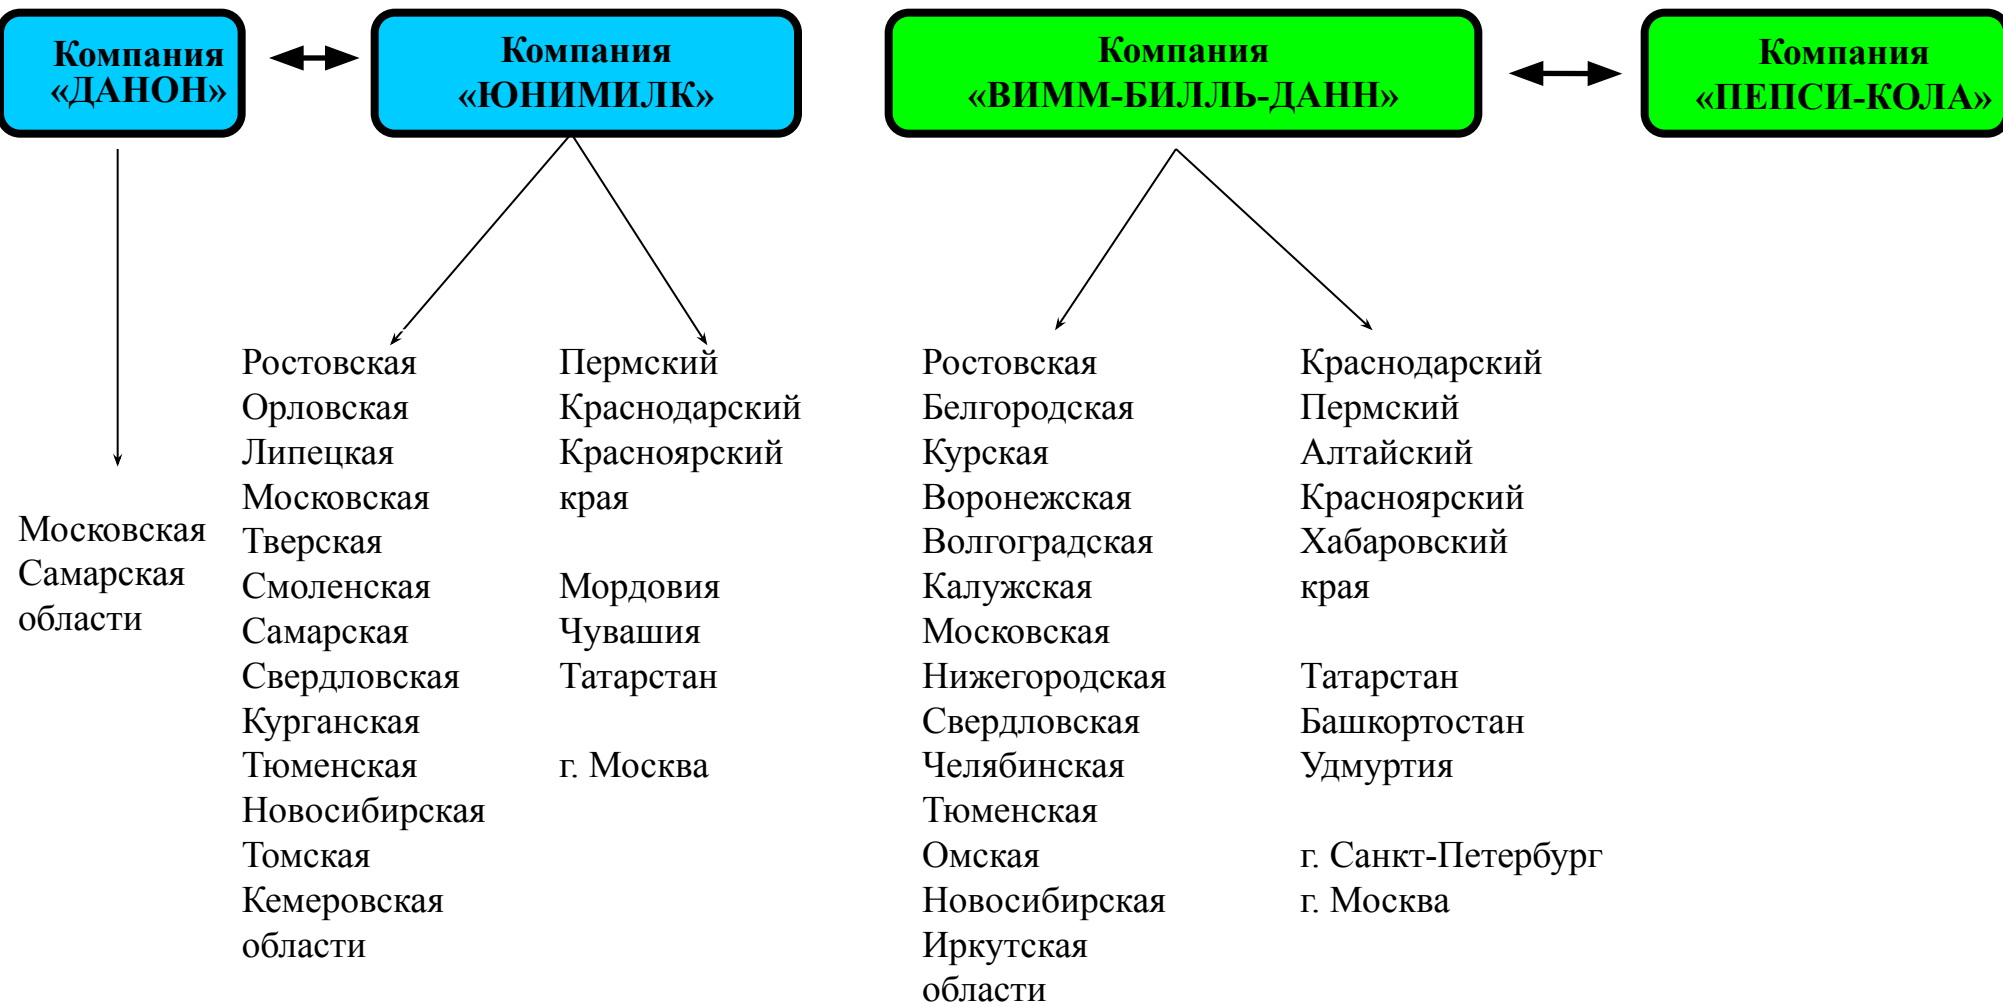 Компания
«ДАНОН»
Компания
«ЮНИМИЛК»
Компания
«ВИММ-БИЛЛЬ-ДАНН»
Компания
«ПЕПСИ-КОЛА»
Московская
Самарская
области
Ростовская
Орловская
Липецкая
Московская
Тверская
Смоленская
Самарская
Свердловская
Курганская
Тюменская
Новосибирская
Томская
Кемеровская
области
Пермский
Краснодарский
Красноярский
края
Мордовия
Чувашия
Татарстан
г. Москва
Ростовская
Белгородская
Курская
Воронежская
Волгоградская
Калужская
Московская
Нижегородская
Свердловская
Челябинская
Тюменская
Омская
Новосибирская
Иркутская
области
Краснодарский
Пермский
Алтайский
Красноярский
Хабаровский
края
Татарстан
Башкортостан
Удмуртия
г. Санкт-Петербург
г. Москва